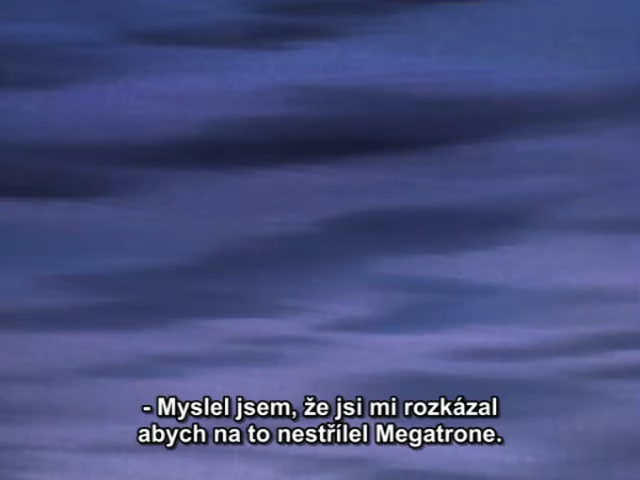 - Myslel jsem, že jsi mi rozkázal
abych na to nestřílel Megatrone.